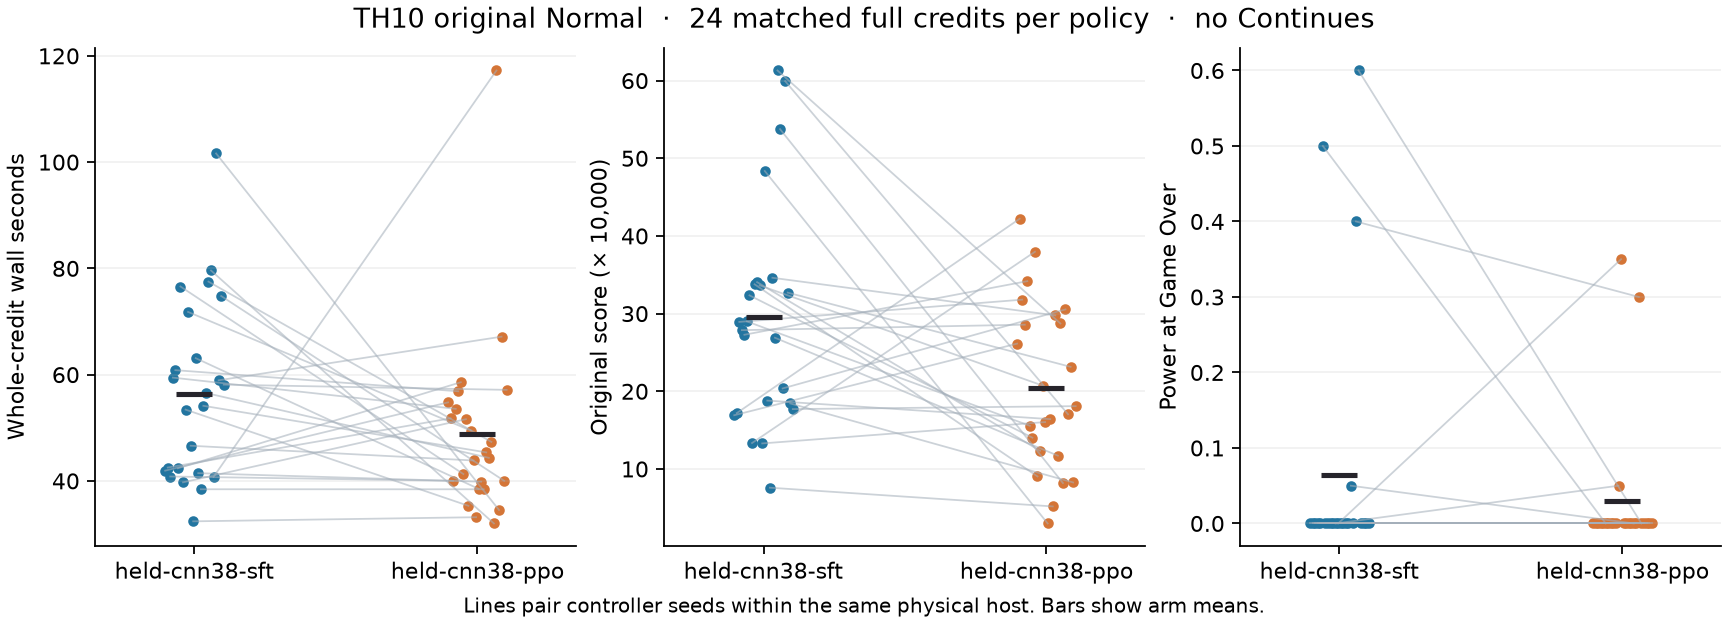 TH10 original Normal · 24 matched full credits per policy · no Continues
Whole-credit wall seconds
120
100
80
60
40
held-cnn38-sft
held-cnn38-ppo
Original score (× 10,000)
60
50
40
30
20
10
held-cnn38-sft
held-cnn38-ppo
Power at Game Over
0.6
0.5
0.4
0.3
0.2
0.1
0.0
held-cnn38-sft
held-cnn38-ppo
Lines pair controller seeds within the same physical host. Bars show arm means.